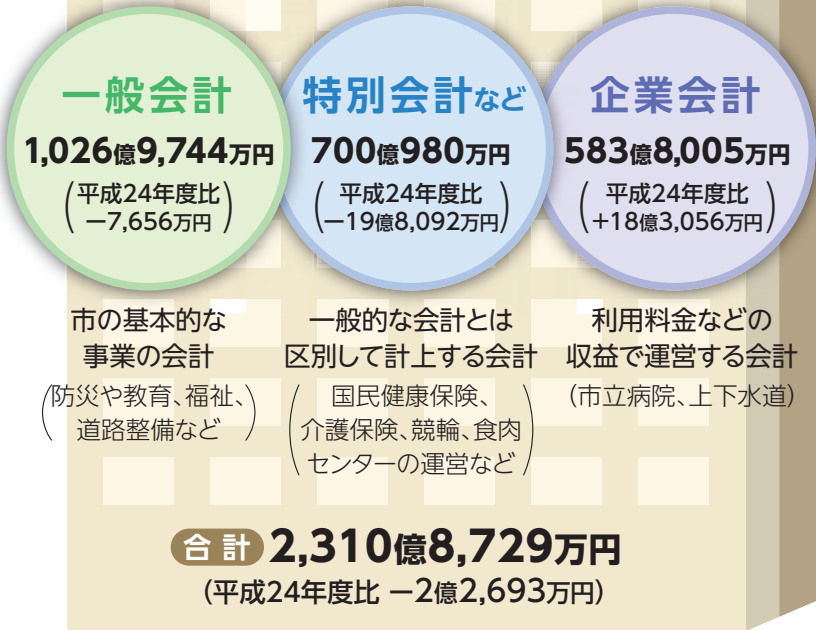 一般会計
1,026億9,744万円
(平成24年度比
−7,656万円)
特別会計など
700億980万円
(平成24年度比
−19億8,092万円)
企業会計
583億8,005万円
(平成24年度比
+18億3,056万円)
市の基本的な
事業の会計
(防災や教育、福祉、
道路整備など)
一般的な会計とは
区別して計上する会計
(国民健康保険、
介護保険、競輪、食肉
センターの運営など)
利用料金などの
収益で運営する会計
(市立病院、上下水道)
合計 2,310億8,729万円
(平成24年度比 −2億2,693万円)